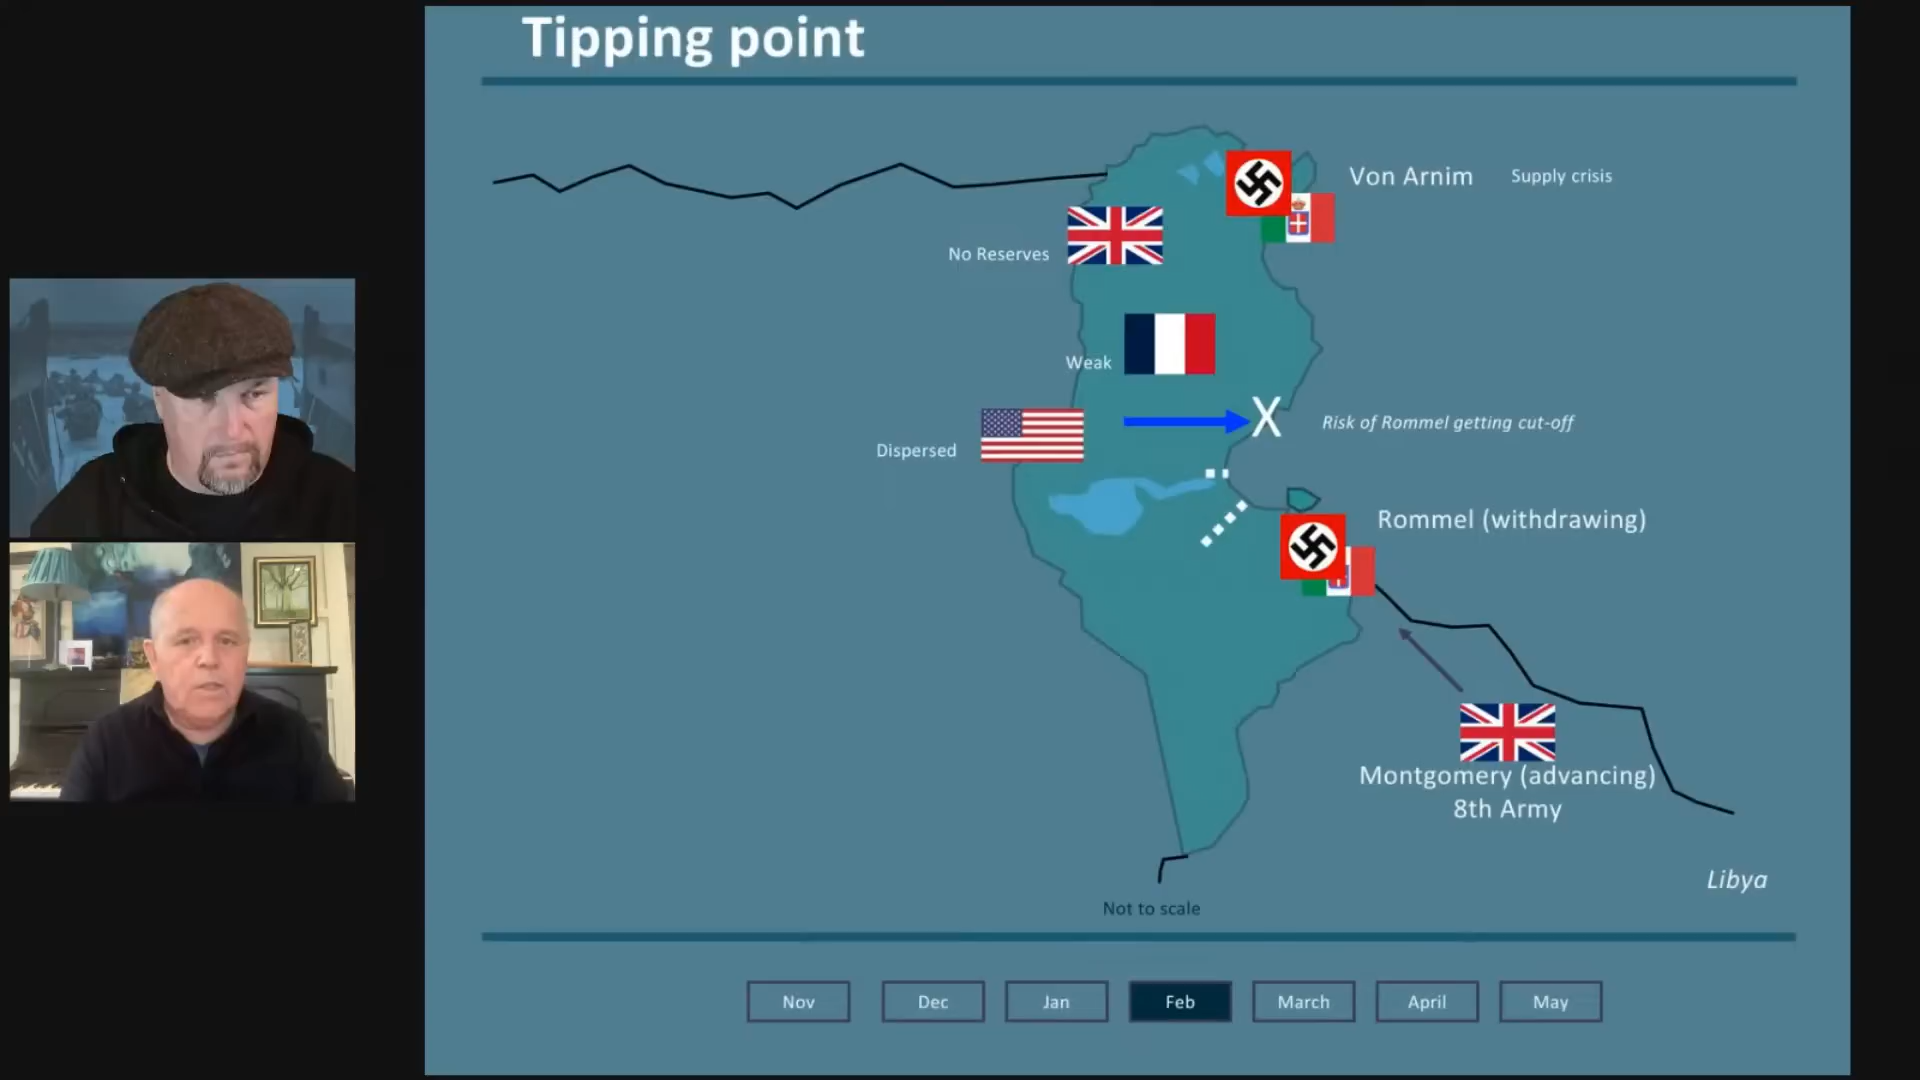 Tipping point
Von Arnim
Supply crisis
No Reserves
Weak
Dispersed
X
Risk of Rommel getting cut-off
Rommel (withdrawing)
Montgomery (advancing)
8th Army
Libya
Not to scale
Nov
Dec
Jan
Feb
March
April
May